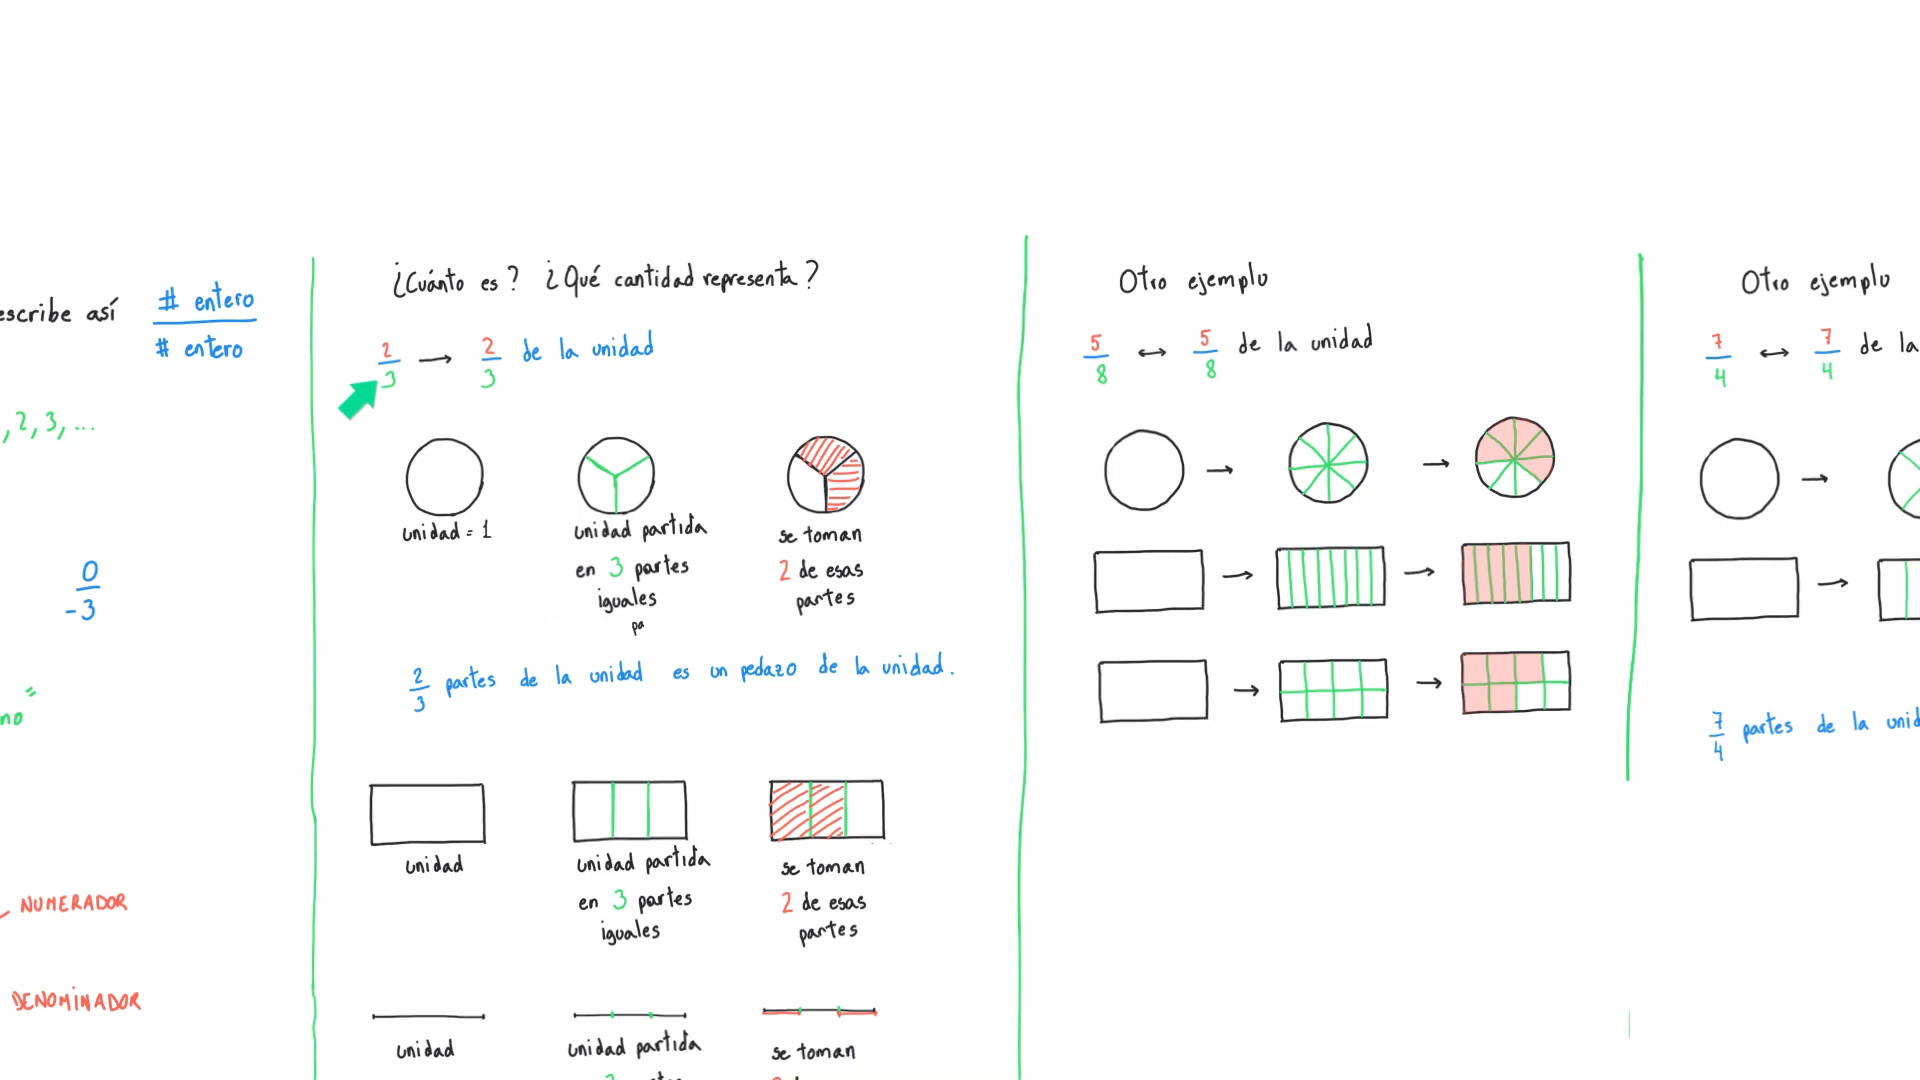 escribe así # entero
# entero
, 2, 3, ...
0
-3
no"
NUMERADOR
DENOMINADOR
¿Cuánto es? ¿Qué cantidad representa?
2/3 → 2/3 de la unidad
unidad = 1
unidad partida
en 3 partes
iguales
pa
se toman
2 de esas
partes
2/3 partes de la unidad es un pedazo de la unidad.
unidad
unidad partida
en 3 partes
iguales
se toman
2 de esas
partes
unidad
unidad partida
se toman
Otro ejemplo
5/8 ↔ 5/8 de la unidad
Otro ejemplo
7/4 ↔ 7/4 de la
7/4 partes de la unid